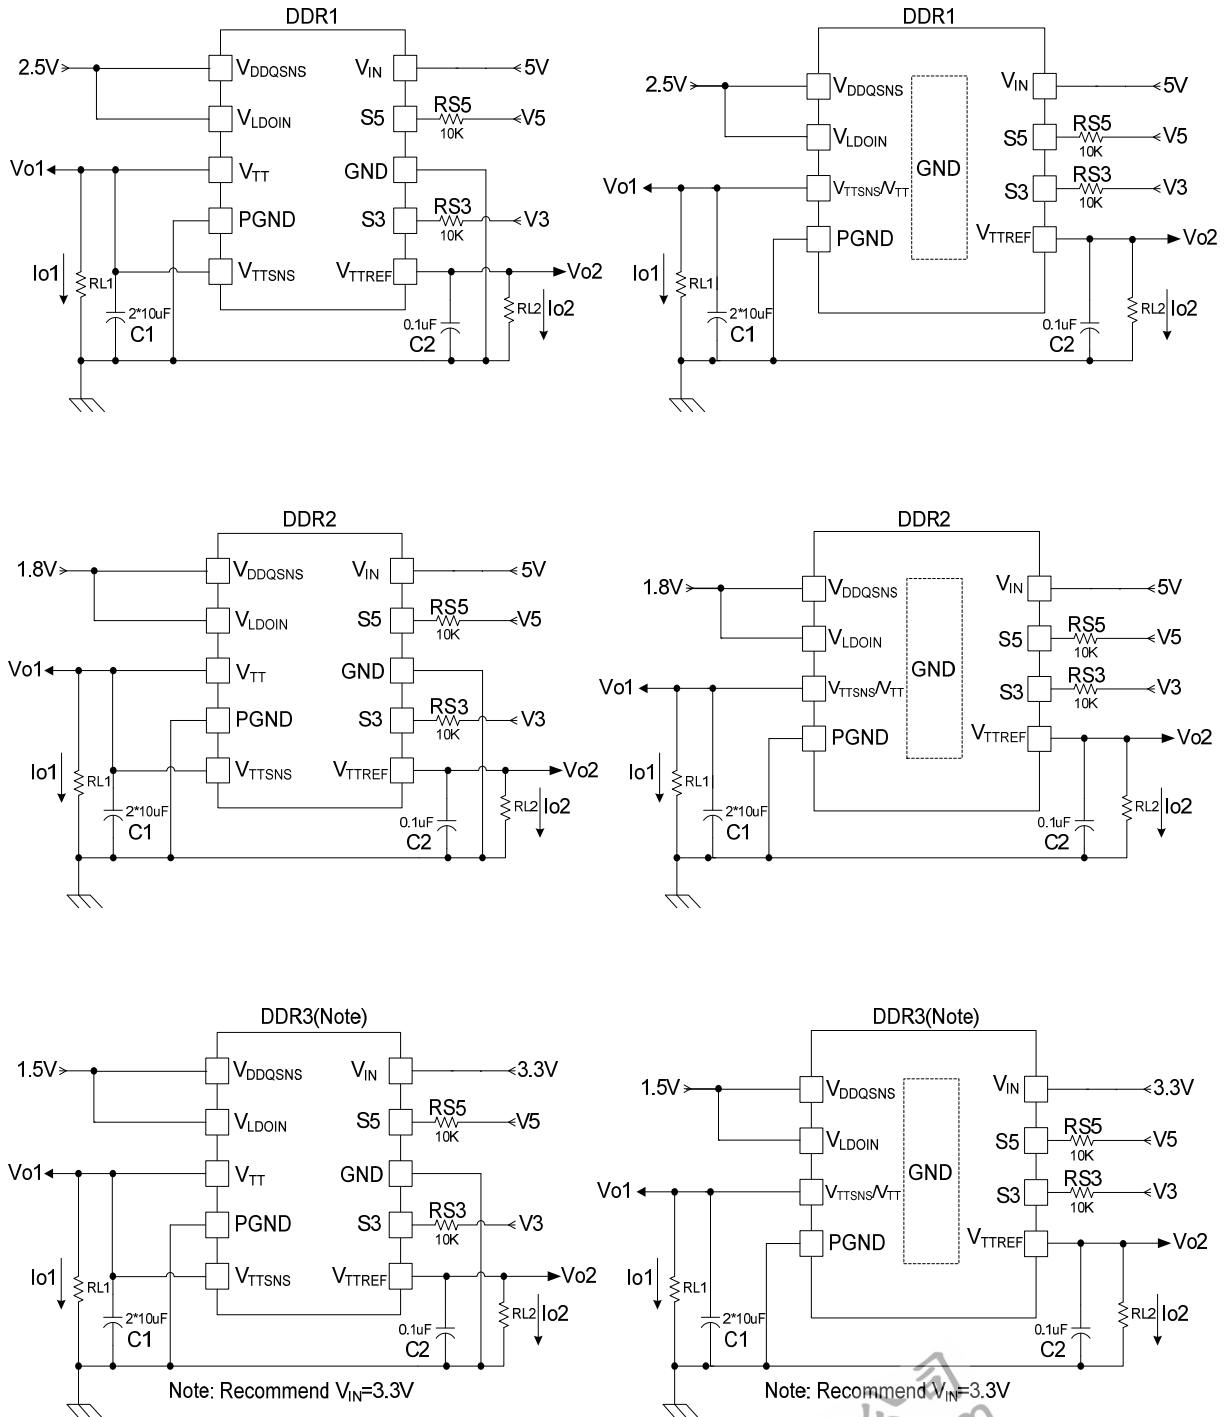 DDR1
2.5V
VDDQSNS
VIN
5V
VLDOIN
S5
RS5
10K
V5
Vo1
VTT
GND
PGND
S3
RS3
10K
V3
Io1
RL1
VTTSNS
VTTREF
Vo2
2*10uF
C1
0.1uF
C2
RL2
Io2
DDR1
2.5V
VDDQSNS
VIN
5V
VLDOIN
GND
S5
RS5
10K
V5
Vo1
VTTSNS/VTT
S3
RS3
10K
V3
PGND
VTTREF
Vo2
Io1
RL1
2*10uF
C1
0.1uF
C2
RL2
Io2
DDR2
1.8V
VDDQSNS
VIN
5V
VLDOIN
S5
RS5
10K
V5
Vo1
VTT
GND
PGND
S3
RS3
10K
V3
Io1
RL1
VTTSNS
VTTREF
Vo2
2*10uF
C1
0.1uF
C2
RL2
Io2
DDR2
1.8V
VDDQSNS
VIN
5V
VLDOIN
GND
S5
RS5
10K
V5
Vo1
VTTSNS/VTT
S3
RS3
10K
V3
PGND
VTTREF
Vo2
Io1
RL1
2*10uF
C1
0.1uF
C2
RL2
Io2
DDR3(Note)
1.5V
VDDQSNS
VIN
3.3V
VLDOIN
S5
RS5
10K
V5
Vo1
VTT
GND
PGND
S3
RS3
10K
V3
Io1
RL1
VTTSNS
VTTREF
Vo2
2*10uF
C1
0.1uF
C2
RL2
Io2
Note: Recommend VIN=3.3V
DDR3(Note)
1.5V
VDDQSNS
VIN
3.3V
VLDOIN
GND
S5
RS5
10K
V5
Vo1
VTTSNS/VTT
S3
RS3
10K
V3
PGND
VTTREF
Vo2
Io1
RL1
2*10uF
C1
0.1uF
C2
RL2
Io2
Note: Recommend VIN=3.3V